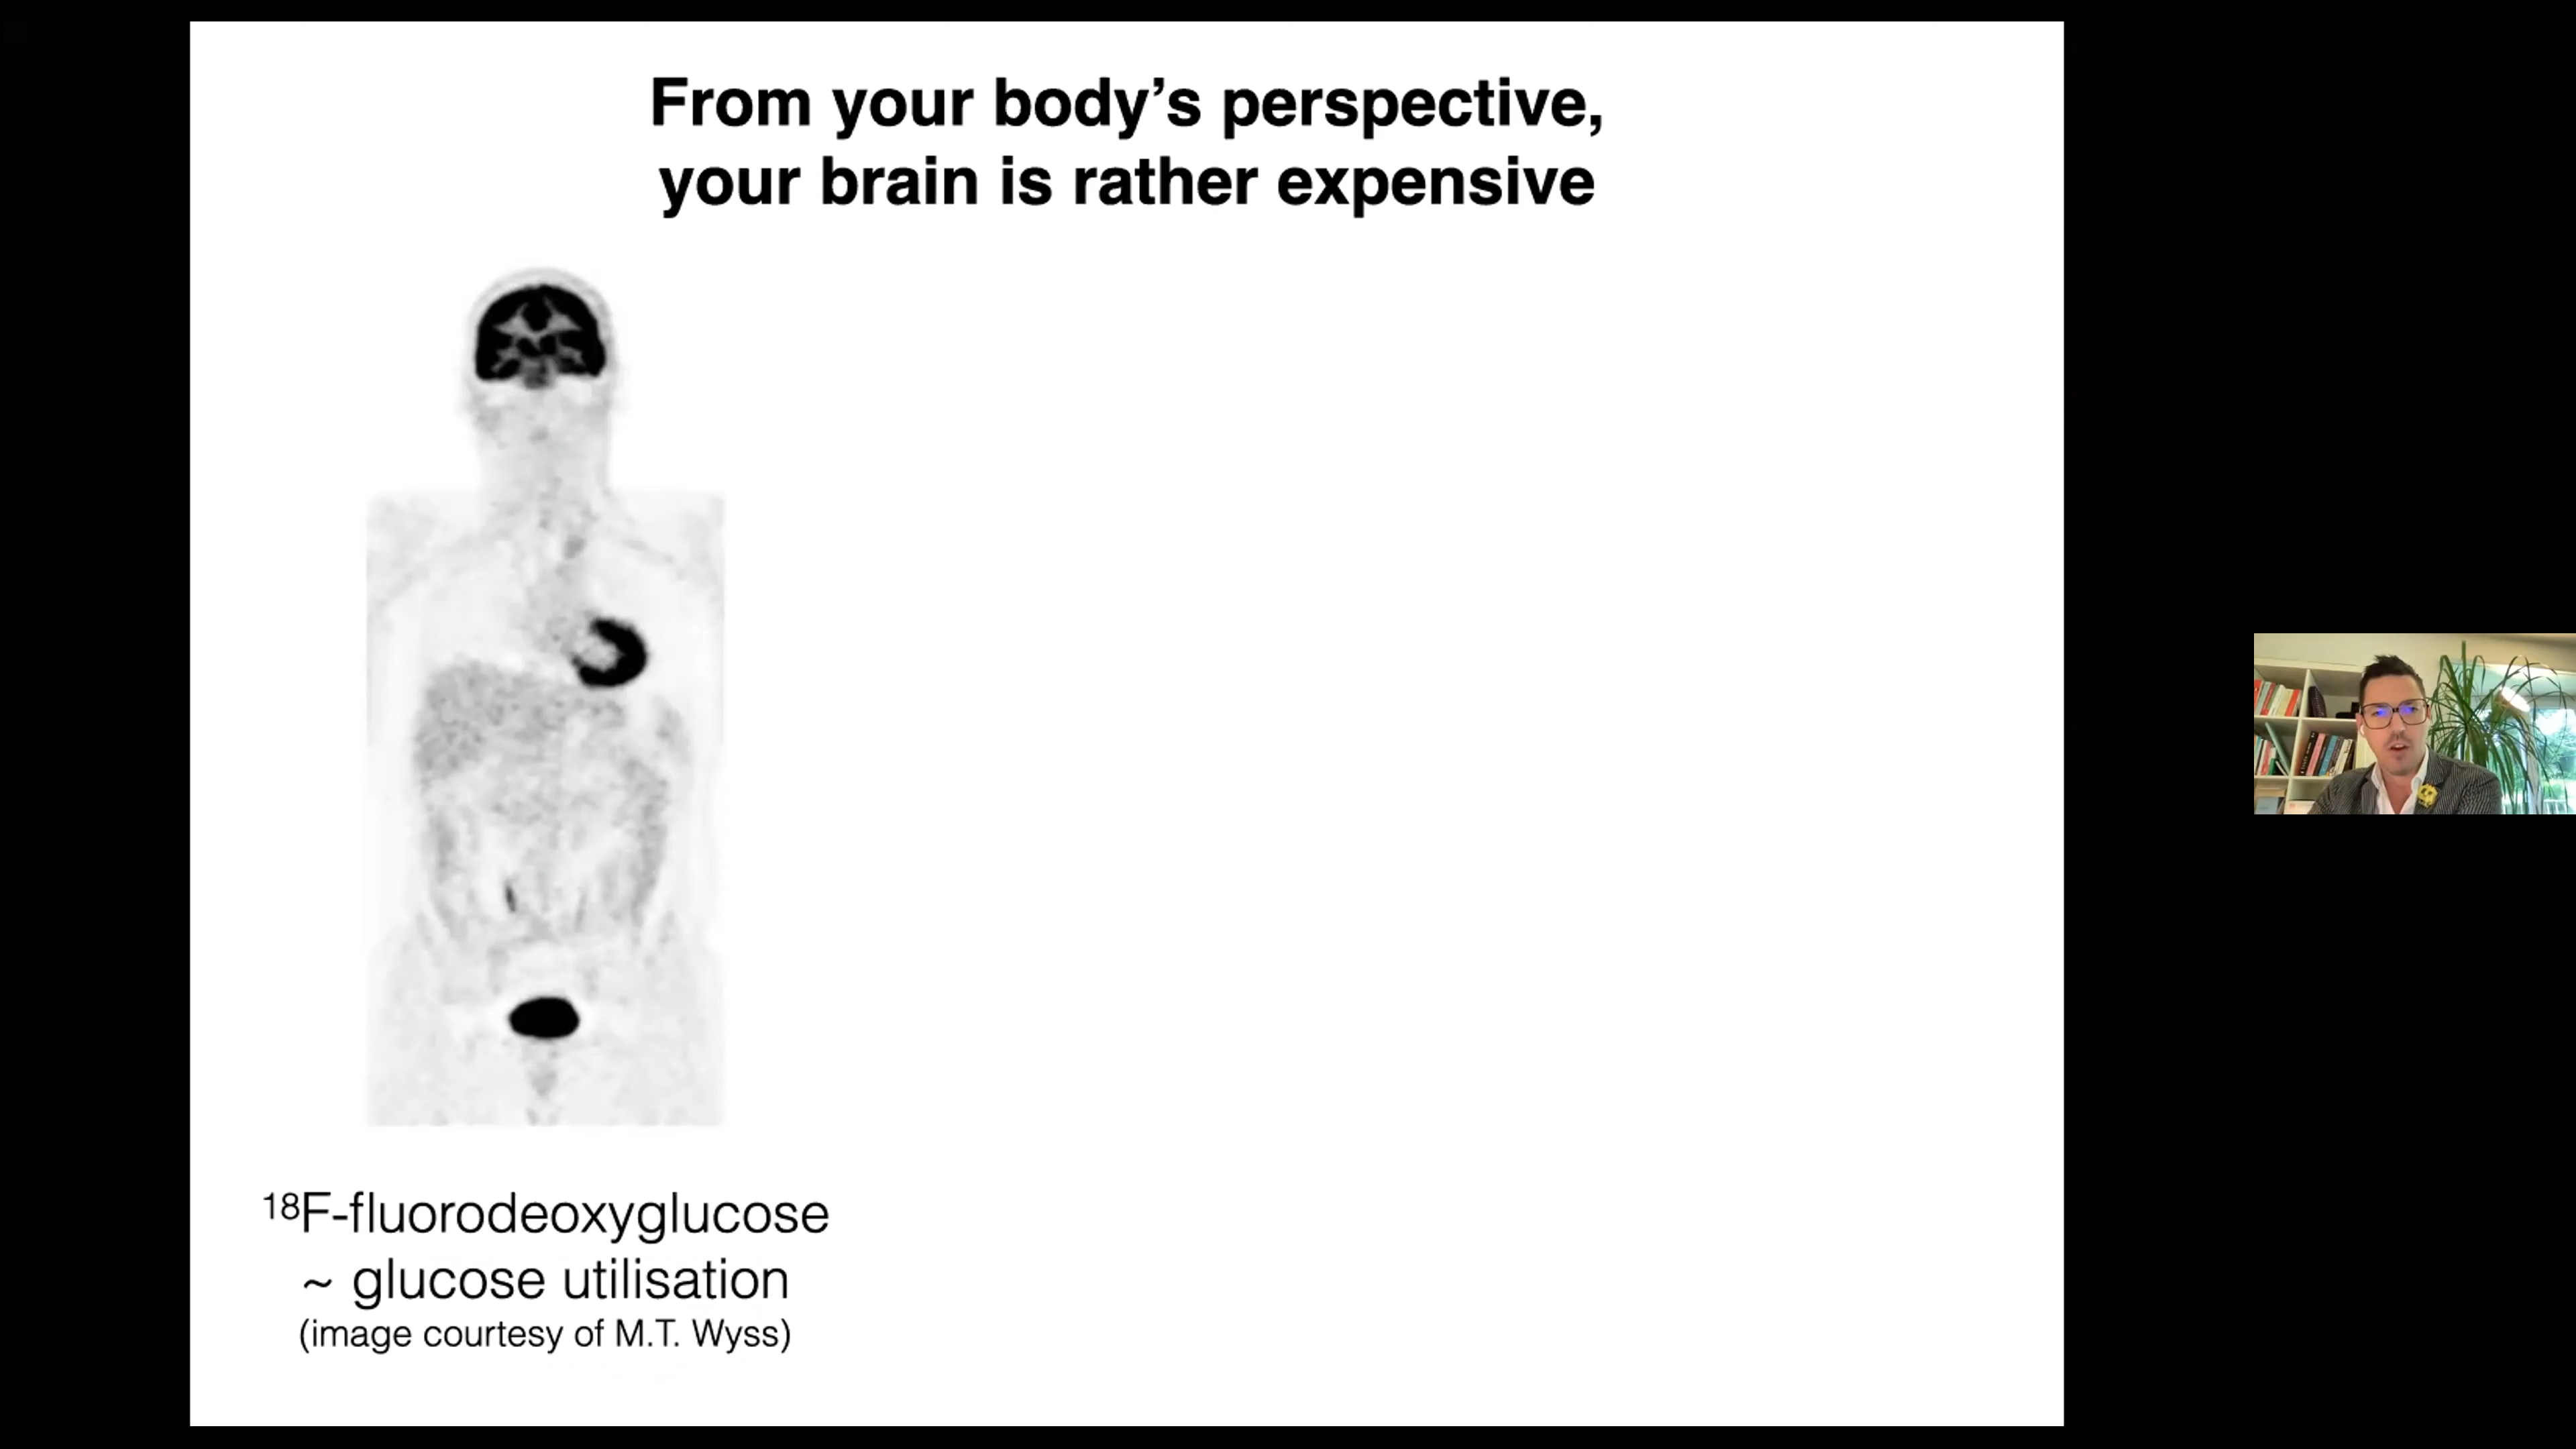 From your body’s perspective,
your brain is rather expensive
¹⁸F-fluorodeoxyglucose
~ glucose utilisation
(image courtesy of M.T. Wyss)